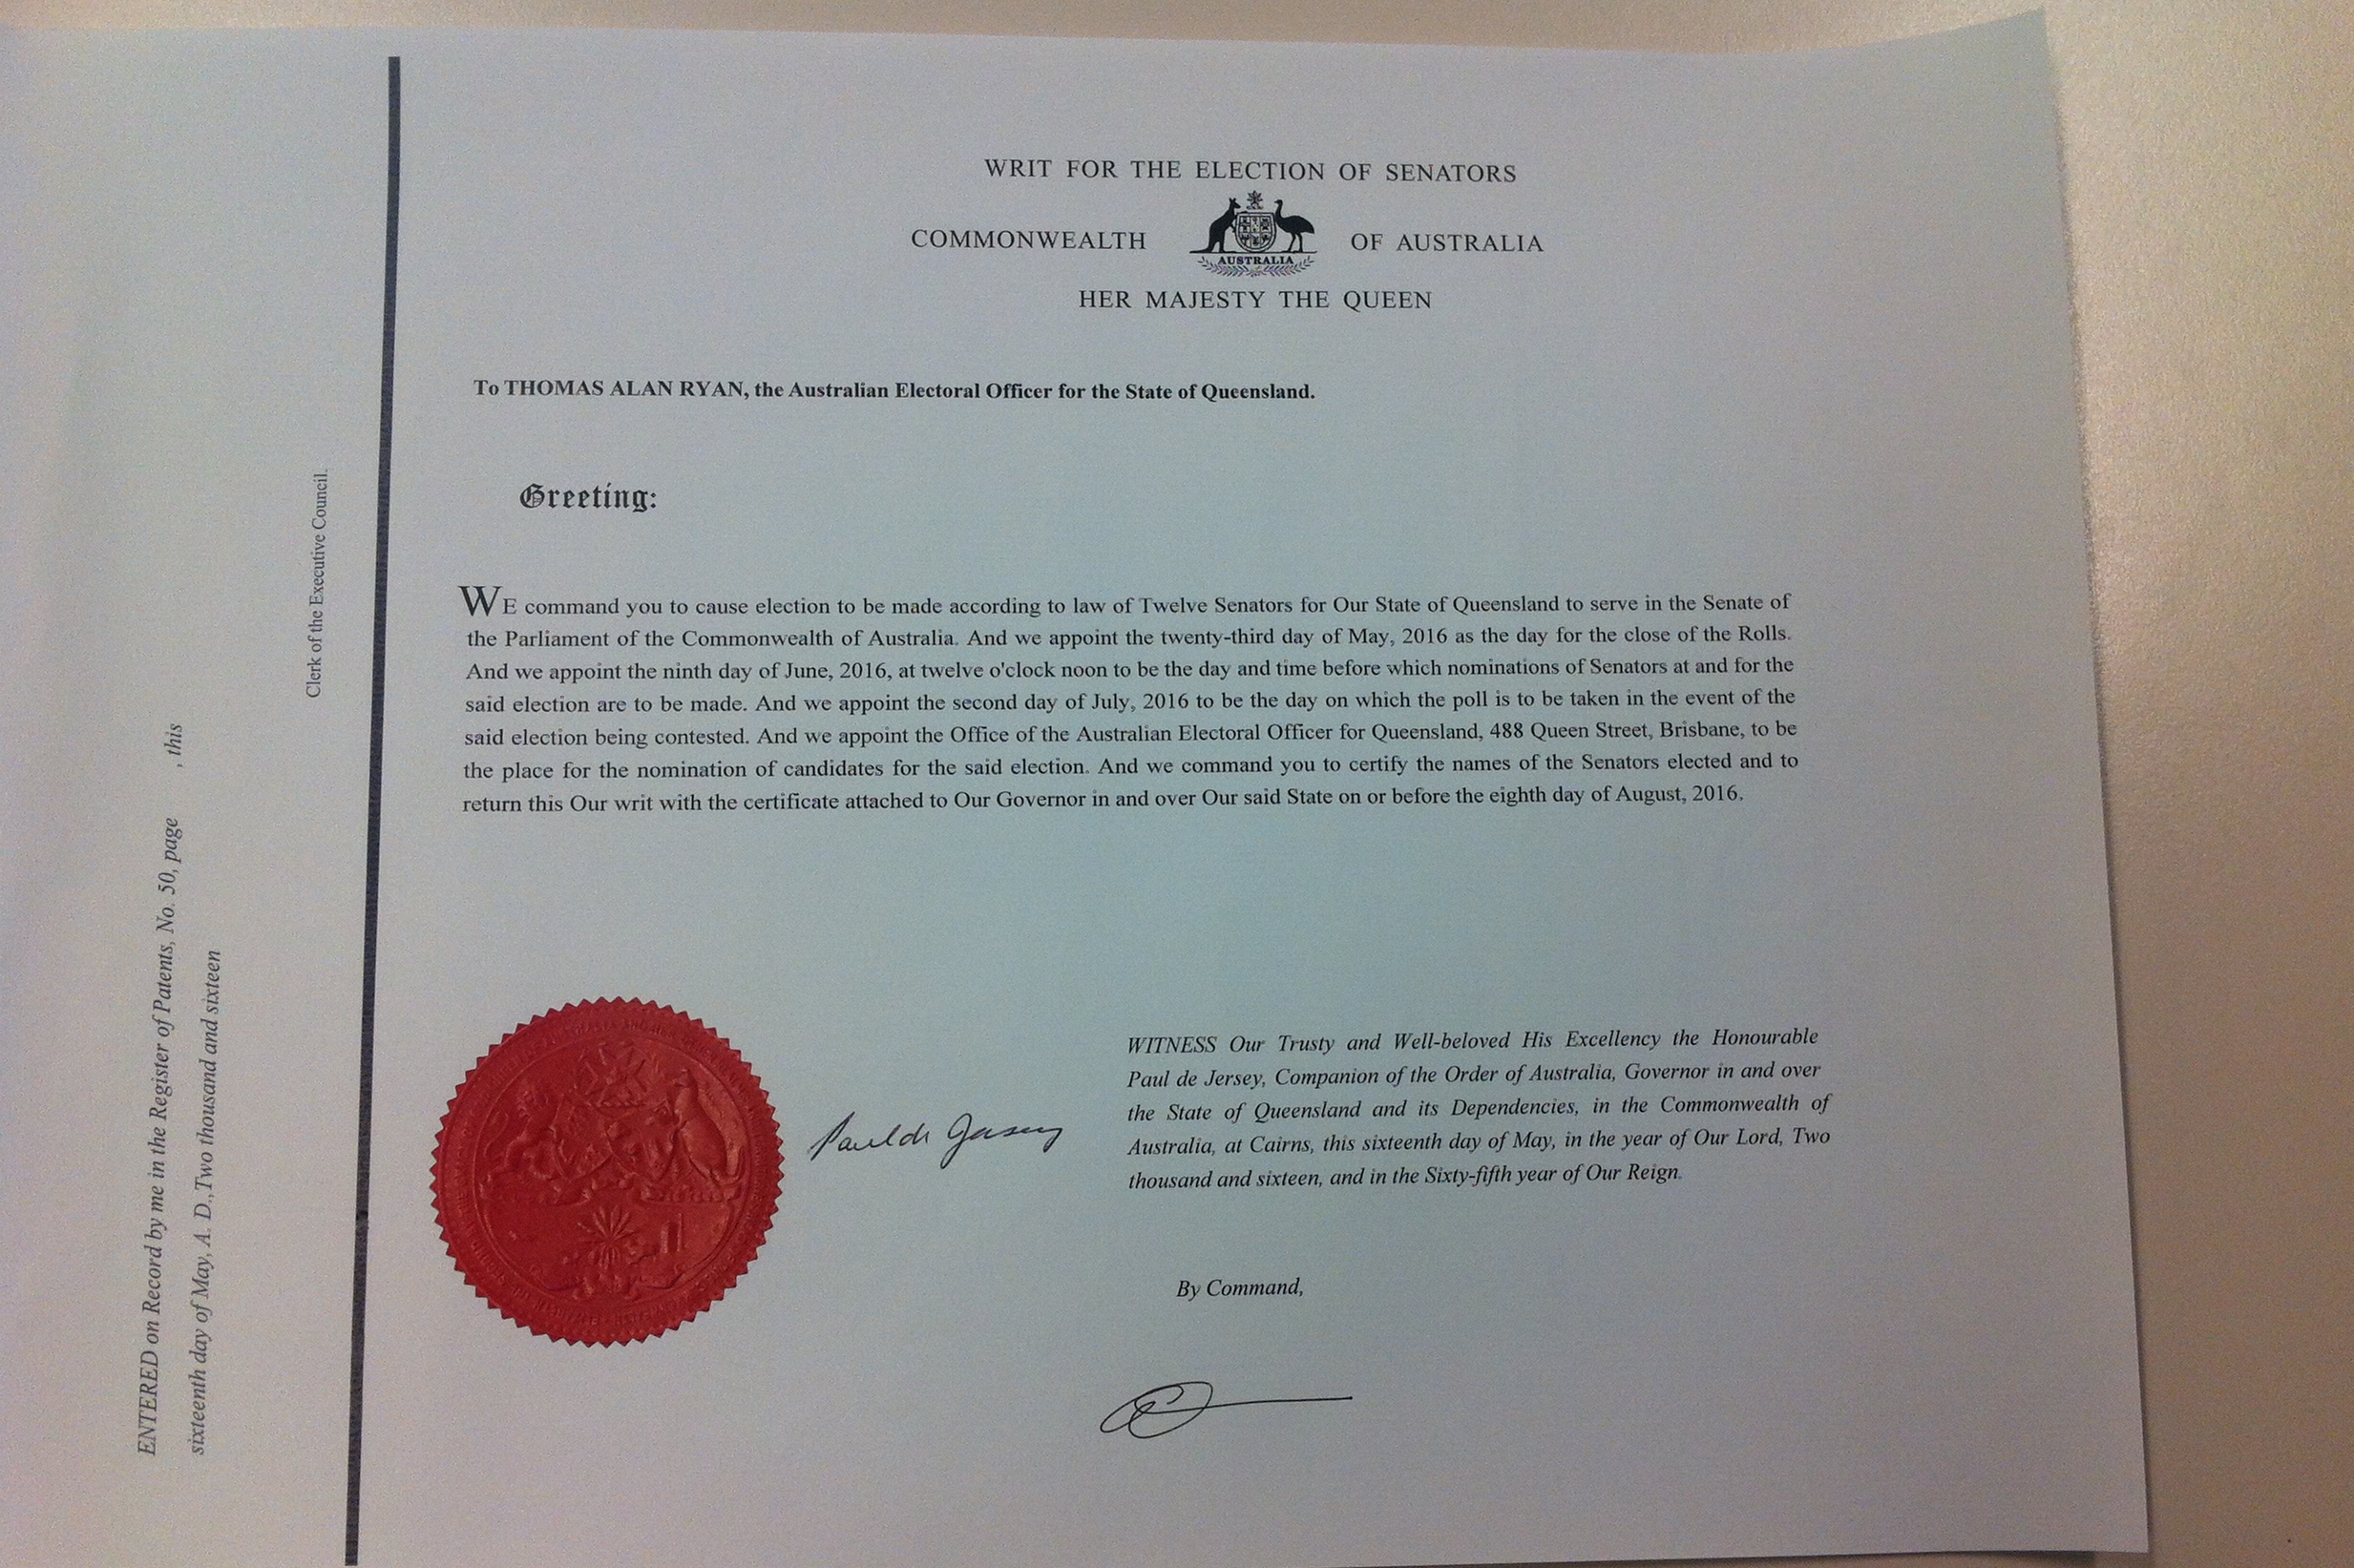 WRIT FOR THE ELECTION OF SENATORS
COMMONWEALTH OF AUSTRALIA
AUSTRALIA
HER MAJESTY THE QUEEN
To THOMAS ALAN RYAN, the Australian Electoral Officer for the State of Queensland.
Greeting:
WE command you to cause election to be made according to law of Twelve Senators for Our State of Queensland to serve in the Senate of
the Parliament of the Commonwealth of Australia. And we appoint the twenty-third day of May, 2016 as the day for the close of the Rolls.
And we appoint the ninth day of June, 2016, at twelve o'clock noon to be the day and time before which nominations of Senators at and for the
said election are to be made. And we appoint the second day of July, 2016 to be the day on which the poll is to be taken in the event of the
said election being contested. And we appoint the Office of the Australian Electoral Officer for Queensland, 488 Queen Street, Brisbane, to be
the place for the nomination of candidates for the said election. And we command you to certify the names of the Senators elected and to
return this Our writ with the certificate attached to Our Governor in and over Our said State on or before the eighth day of August, 2016.
Paul de Jersey
WITNESS Our Trusty and Well-beloved His Excellency the Honourable
Paul de Jersey, Companion of the Order of Australia, Governor in and over
the State of Queensland and its Dependencies, in the Commonwealth of
Australia, at Cairns, this sixteenth day of May, in the year of Our Lord, Two
thousand and sixteen, and in the Sixty-fifth year of Our Reign.
By Command,
ENTERED on Record by me in the Register of Patents, No. 50, page , this
sixteenth day of May, A. D., Two thousand and sixteen
Clerk of the Executive Council.